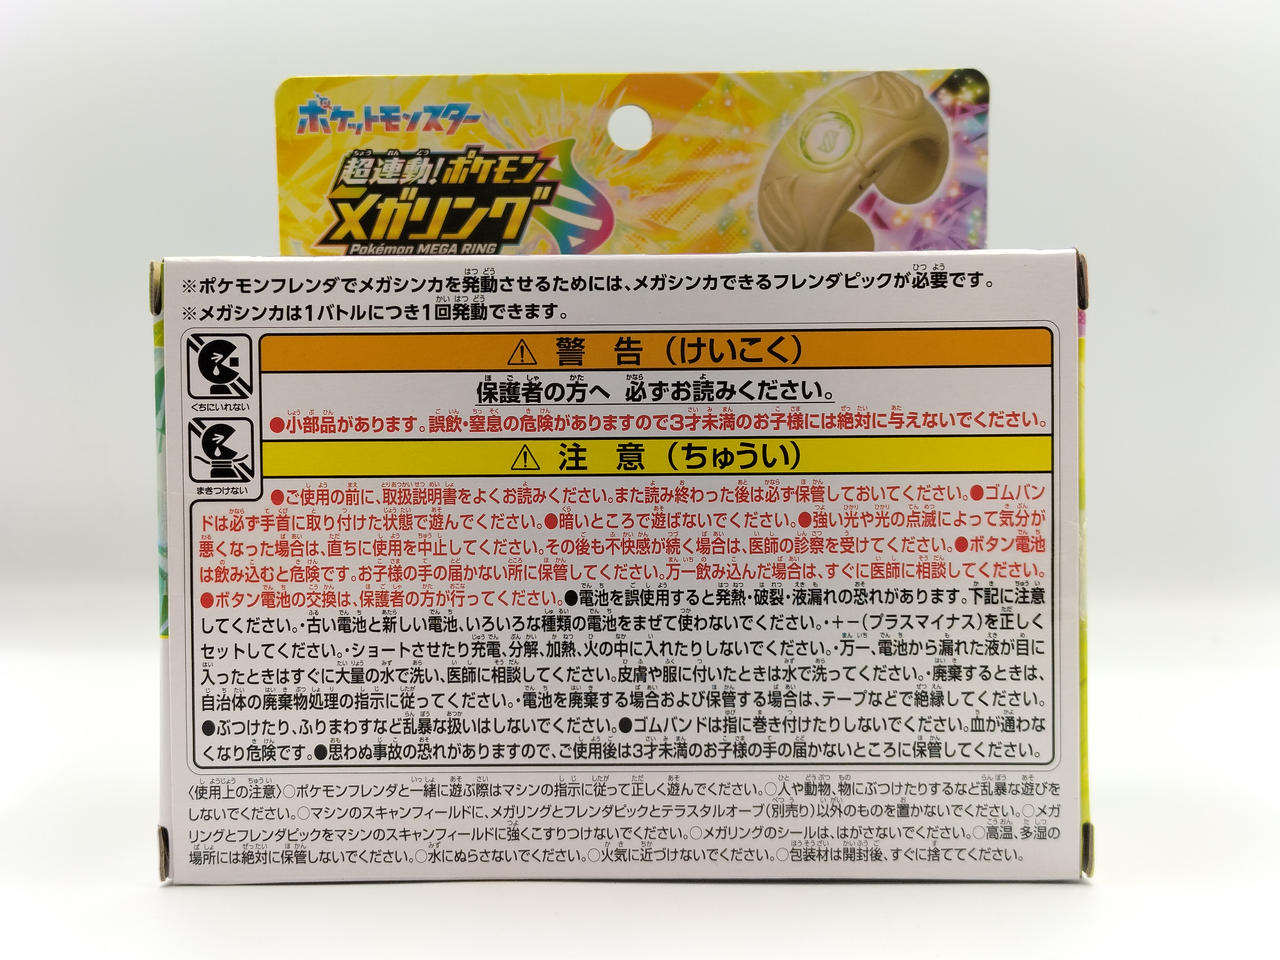 ポケットモンスター
超連動!ポケモン
メガリング
Pokémon MEGA RING
※ポケモンフレンダでメガシンカを発動させるためには、メガシンカできるフレンダピックが必要です。
※メガシンカは1バトルにつき1回発動できます。
⚠ 警告(けいこく)
くちにいれない
保護者の方へ 必ずお読みください。
●小部品があります。誤飲・窒息の危険がありますので3才未満のお子様には絶対に与えないでください。
⚠ 注意(ちゅうい)
まきつけない
●ご使用の前に、取扱説明書をよくお読みください。また読み終わった後は必ず保管しておいてください。●ゴムバン
ドは必ず手首に取り付けた状態で遊んでください。●暗いところで遊ばないでください。●強い光や光の点滅によって気分が
悪くなった場合は、直ちに使用を中止してください。その後も不快感が続く場合は、医師の診察を受けてください。●ボタン電池
は飲み込むと危険です。お子様の手の届かない所に保管してください。万一飲み込んだ場合は、すぐに医師に相談してください。
●ボタン電池の交換は、保護者の方が行ってください。●電池を誤使用すると発熱・破裂・液漏れの恐れがあります。下記に注意
してください。・古い電池と新しい電池、いろいろな種類の電池をまぜて使わないでください。・+−(プラスマイナス)を正しく
セットしてください。・ショートさせたり充電、分解、加熱、火の中に入れたりしないでください。・万一、電池から漏れた液が目に
入ったときはすぐに大量の水で洗い、医師に相談してください。皮膚や服に付いたときは水で洗ってください。・廃棄するときは、
自治体の廃棄物処理の指示に従ってください。・電池を廃棄する場合および保管する場合は、テープなどで絶縁してください。
●ぶつけたり、ふりまわすなど乱暴な扱いはしないでください。●ゴムバンドは指に巻き付けたりしないでください。血が通わな
くなり危険です。●思わぬ事故の恐れがありますので、ご使用後は3才未満のお子様の手の届かないところに保管してください。
〈使用上の注意〉○ポケモンフレンダと一緒に遊ぶ際はマシンの指示に従って正しく遊んでください。○人や動物、物にぶつけたりするなど乱暴な遊びを
しないでください。○マシンのスキャンフィールドに、メガリングとフレンダピックとテラスタルオーブ(別売り)以外のものを置かないでください。○メガ
リングとフレンダピックをマシンのスキャンフィールドに強くこすりつけないでください。○メガリングのシールは、はがさないでください。○高温、多湿の
場所には絶対に保管しないでください。○水にぬらさないでください。○火気に近づけないでください。○包装材は開封後、すぐに捨ててください。